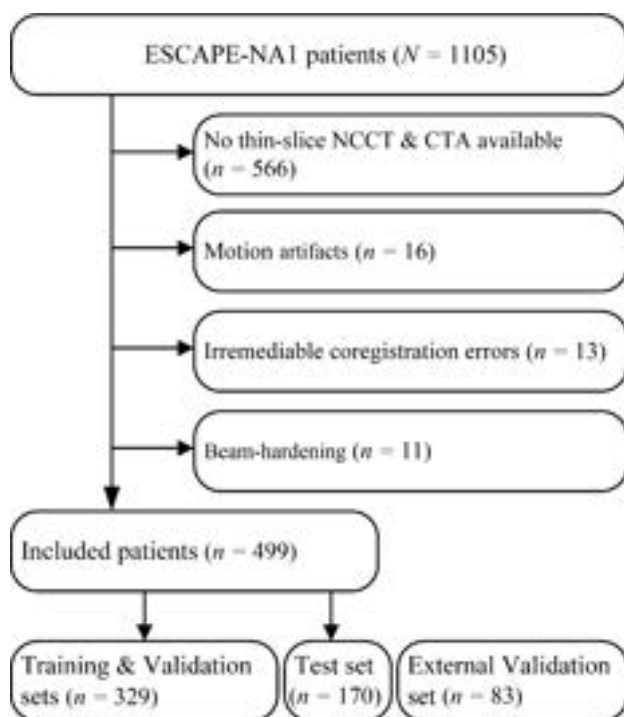 ESCAPE-NA1 patients (N = 1105)
No thin-slice NCCT & CTA available
(n = 566)
Motion artifacts (n = 16)
Irremediable coregistration errors (n = 13)
Beam-hardening (n = 11)
Included patients (n = 499)
Training & Validation
sets (n = 329)
Test set
(n = 170)
External Validation
set (n = 83)